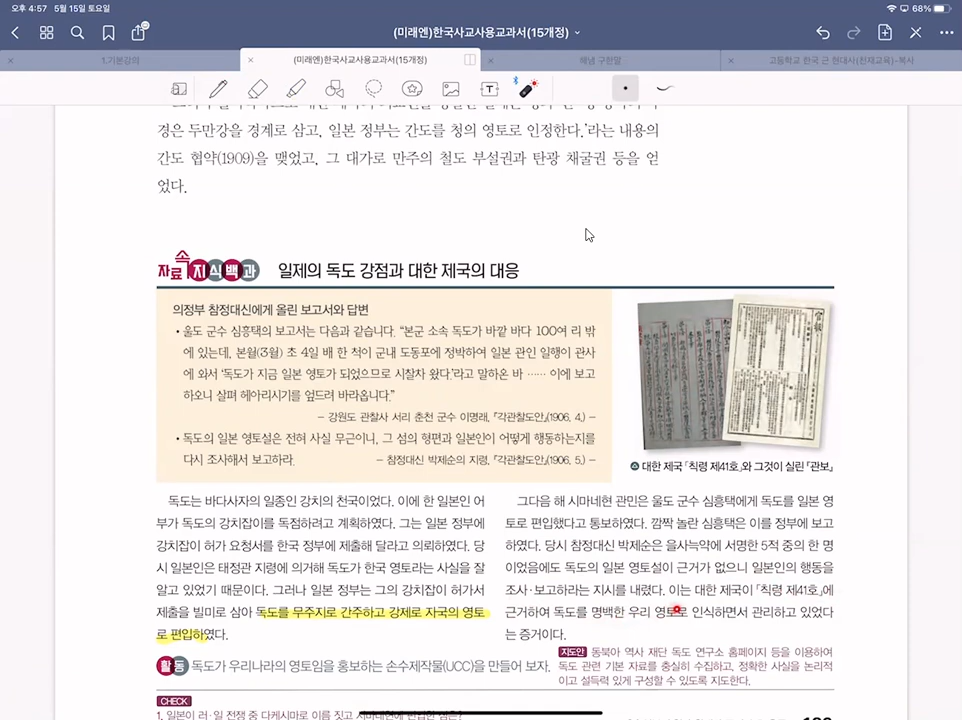 오후 4:57 5월 15일 토요일
68%
(미래엔)한국사교사용교과서(15개정)
1.기본강의
(미래엔)한국사교사용교과서(15개정)
해냄 구한말
고등학교 한국 근 현대사(천재교육)-복사
경은 두만강을 경계로 삼고, 일본 정부는 간도를 청의 영토로 인정한다.'라는 내용의
간도 협약(1909)을 맺었고, 그 대가로 만주의 철도 부설권과 탄광 채굴권 등을 얻
었다.
자료 속 지식백과 일제의 독도 강점과 대한 제국의 대응
의정부 참정대신에게 올린 보고서와 답변
• 울도 군수 심흥택의 보고서는 다음과 같습니다. "본군 소속 독도가 바깥 바다 100여 리 밖
에 있는데, 본월(3월) 초 4일 배 한 척이 군내 도동포에 정박하여 일본 관인 일행이 관사
에 와서 '독도가 지금 일본 영토가 되었으므로 시찰차 왔다.'라고 말하온 바 …… 이에 보고
하오니 살펴 헤아리시기를 엎드려 바라옵니다."
– 강원도 관찰사 서리 춘천 군수 이명래, 『각관찰도안』(1906. 4.) –
• 독도의 일본 영토설은 전혀 사실 무근이니, 그 섬의 형편과 일본인이 어떻게 행동하는지를
다시 조사해서 보고하라. – 참정대신 박제순의 지령, 『각관찰도안』(1906. 5.) –
대한 제국 「칙령 제41호」와 그것이 실린 『관보』
독도는 바다사자의 일종인 강치의 천국이었다. 이에 한 일본인 어
부가 독도의 강치잡이를 독점하려고 계획하였다. 그는 일본 정부에
강치잡이 허가 요청서를 한국 정부에 제출해 달라고 의뢰하였다. 당
시 일본인은 태정관 지령에 의거해 독도가 한국 영토라는 사실을 잘
알고 있었기 때문이다. 그러나 일본 정부는 그의 강치잡이 허가서
제출을 빌미로 삼아 독도를 무주지로 간주하고 강제로 자국의 영토
로 편입하였다.
그다음 해 시마네현 관민은 울도 군수 심흥택에게 독도를 일본 영
토로 편입했다고 통보하였다. 깜짝 놀란 심흥택은 이를 정부에 보고
하였다. 당시 참정대신 박제순은 을사늑약에 서명한 5적 중의 한 명
이었음에도 독도의 일본 영토설이 근거가 없으니 일본인의 행동을
조사·보고하라는 지시를 내렸다. 이는 대한 제국이 「칙령 제41호」에
근거하여 독도를 명백한 우리 영토로 인식하면서 관리하고 있었다
는 증거이다.
활동 독도가 우리나라의 영토임을 홍보하는 손수제작물(UCC)을 만들어 보자.
지도안 동북아 역사 재단 독도 연구소 홈페이지 등을 이용하여
독도 관련 기본 자료를 충실히 수집하고, 정확한 사실을 논리적
이고 설득력 있게 구성할 수 있도록 지도한다.
CHECK
1. 일본이 러·일 전쟁 중 다케시마로 이름 짓고 시마네현에 편입한 섬은?